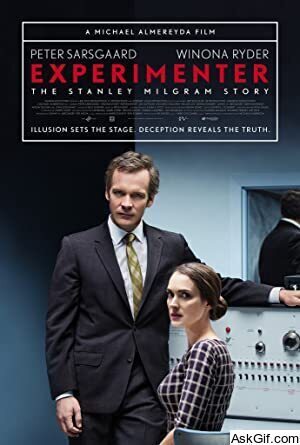 A MICHAEL ALMEREYDA FILM
PETER SARSGAARD WINONA RYDER
EXPERIMENTER
THE STANLEY MILGRAM STORY
ILLUSION SETS THE STAGE. DECEPTION REVEALS THE TRUTH.
AskGif.com